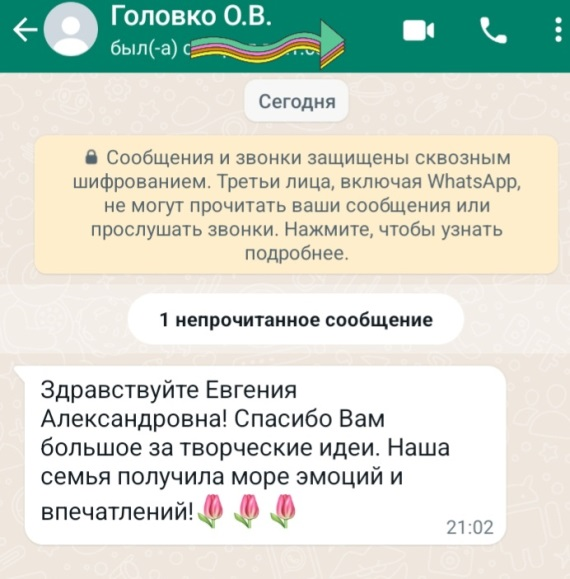 Головко О.В.
был(-а)
Сегодня
Сообщения и звонки защищены сквозным
шифрованием. Третьи лица, включая WhatsApp,
не могут прочитать ваши сообщения или
прослушать звонки. Нажмите, чтобы узнать
подробнее.
1 непрочитанное сообщение
Здравствуйте Евгения
Александровна! Спасибо Вам
большое за творческие идеи. Наша
семья получила море эмоций и
впечатлений!🌷🌷🌷
21:02